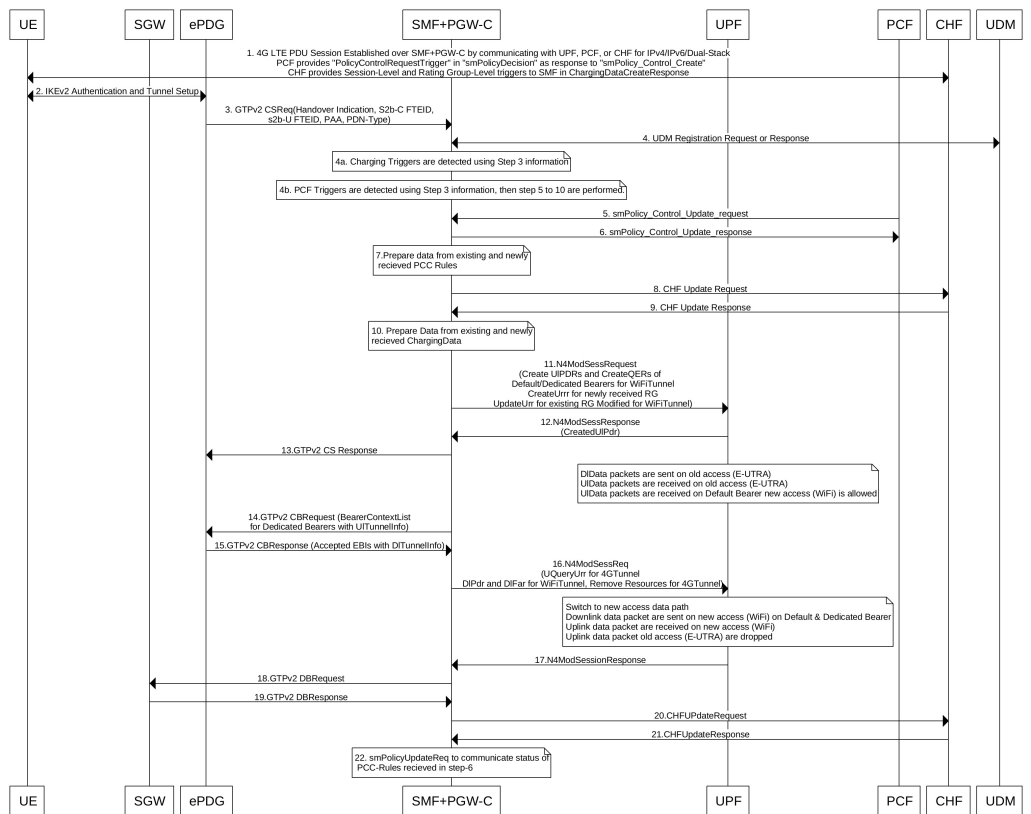 UE
SGW
ePDG
SMF+PGW-C
UPF
PCF
CHF
UDM
1. 4G LTE PDU Session Established over SMF+PGW-C by communicating with UPF, PCF, or CHF for IPv4/IPv6/Dual-Stack
PCF provides "PolicyControlRequestTrigger" in "smPolicyDecision" as response to "smPolicy_Control_Create"
CHF provides Session-Level and Rating Group-Level triggers to SMF in ChargingDataCreateResponse
2. IKEv2 Authentication and Tunnel Setup
3. GTPv2 CSReq(Handover Indication, S2b-C FTEID,
s2b-U FTEID, PAA, PDN-Type)
4. UDM Registration Request or Response
4a. Charging Triggers are detected using Step 3 information
4b. PCF Triggers are detected using Step 3 information, then step 5 to 10 are performed.
5. smPolicy_Control_Update_request
6. smPolicy_Control_Update_response
7.Prepare data from existing and newly
recieved PCC Rules
8. CHF Update Request
9. CHF Update Response
10. Prepare Data from existing and newly
recieved ChargingData
11.N4ModSessRequest
(Create UlPDRs and CreateQERs of
Default/Dedicated Bearers for WiFiTunnel
CreateUrrr for newly received RG
UpdateUrr for existing RG Modified for WiFiTunnel)
12.N4ModSessResponse
(CreatedUlPdr)
13.GTPv2 CS Response
DlData packets are sent on old access (E-UTRA)
UlData packets are received on old access (E-UTRA)
UlData packets are received on Default Bearer new access (WiFi) is allowed
14.GTPv2 CBRequest (BearerContextList
for Dedicated Bearers with UlTunnelInfo)
15.GTPv2 CBResponse (Accepted EBIs with DlTunnelInfo)
16.N4ModSessReq
(UQueryUrr for 4GTunnel
DlPdr and DlFar for WiFiTunnel, Remove Resources for 4GTunnel)
Switch to new access data path
Downlink data packet are sent on new access (WiFi) on Default & Dedicated Bearer
Uplink data packet are received on new access (WiFi)
Uplink data packet old access (E-UTRA) are dropped
17.N4ModSessionResponse
18.GTPv2 DBRequest
19.GTPv2 DBResponse
20.CHFUPdateRequest
21.CHFUpdateResponse
22. smPolicyUpdateReq to communicate status of
PCC-Rules recieved in step-6
UE
SGW
ePDG
SMF+PGW-C
UPF
PCF
CHF
UDM